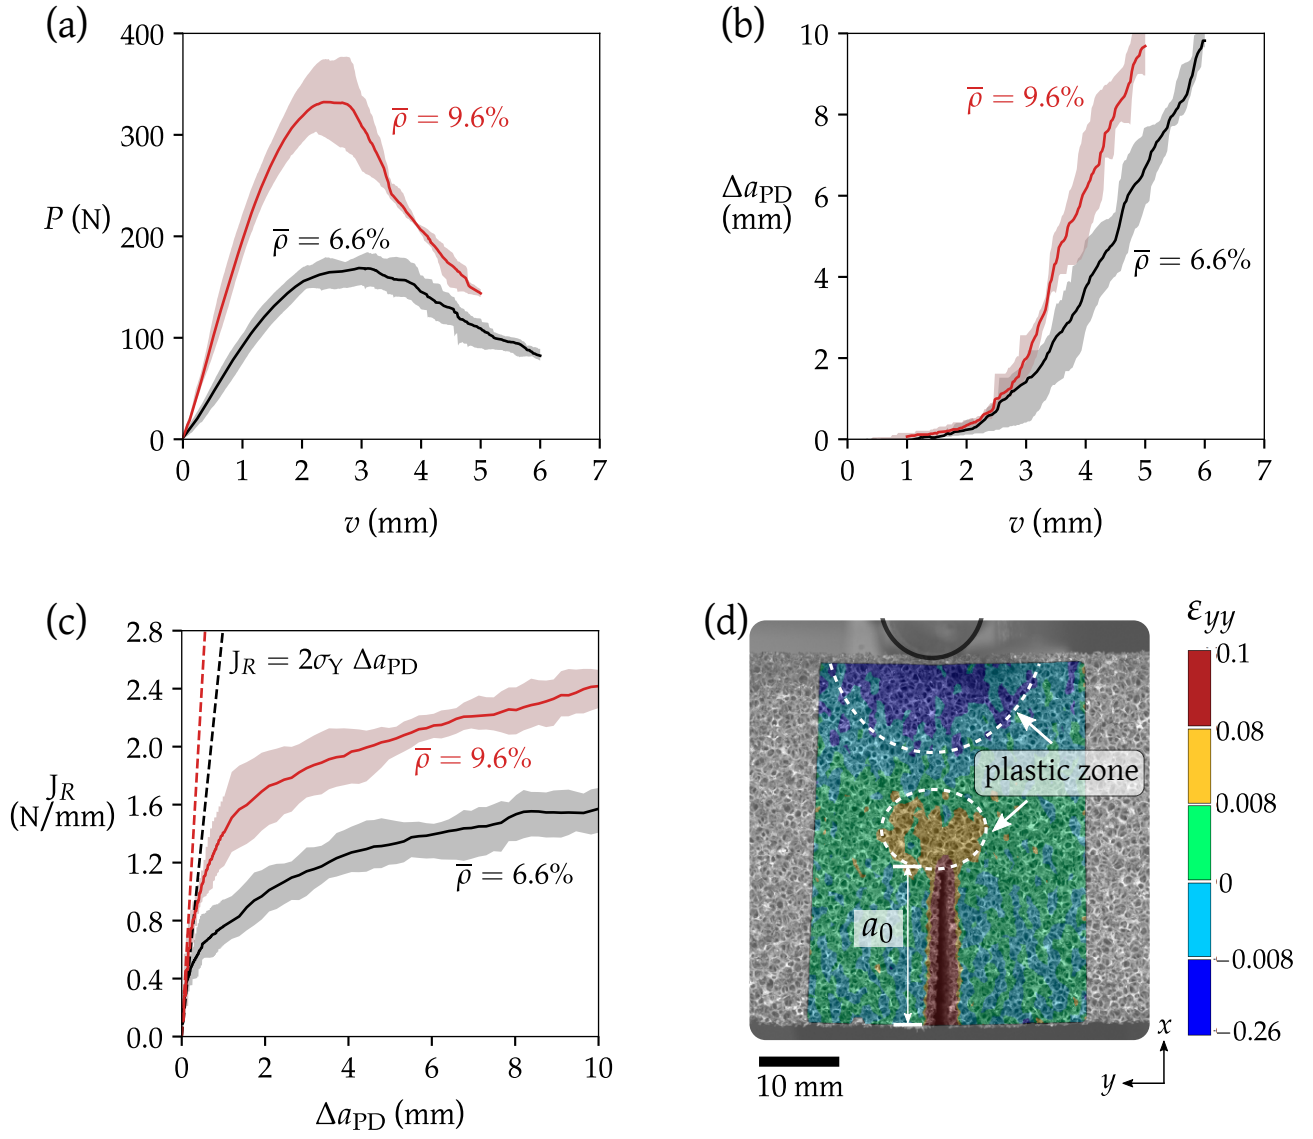 (a)
400
300
200
100
0
P (N)
ρ̅ = 9.6%
ρ̅ = 6.6%
0 1 2 3 4 5 6 7
v (mm)
(b)
10
8
6
4
2
0
Δa_PD
(mm)
ρ̅ = 9.6%
ρ̅ = 6.6%
0 1 2 3 4 5 6 7
v (mm)
(c)
2.8
2.4
2.0
1.6
1.2
0.8
0.4
0.0
J_R
(N/mm)
J_R = 2σ_Y Δa_PD
ρ̅ = 9.6%
ρ̅ = 6.6%
0 2 4 6 8 10
Δa_PD (mm)
(d)
plastic zone
a_0
10 mm
ε_yy
0.1
0.08
0.008
0
−0.008
−0.26
x
y